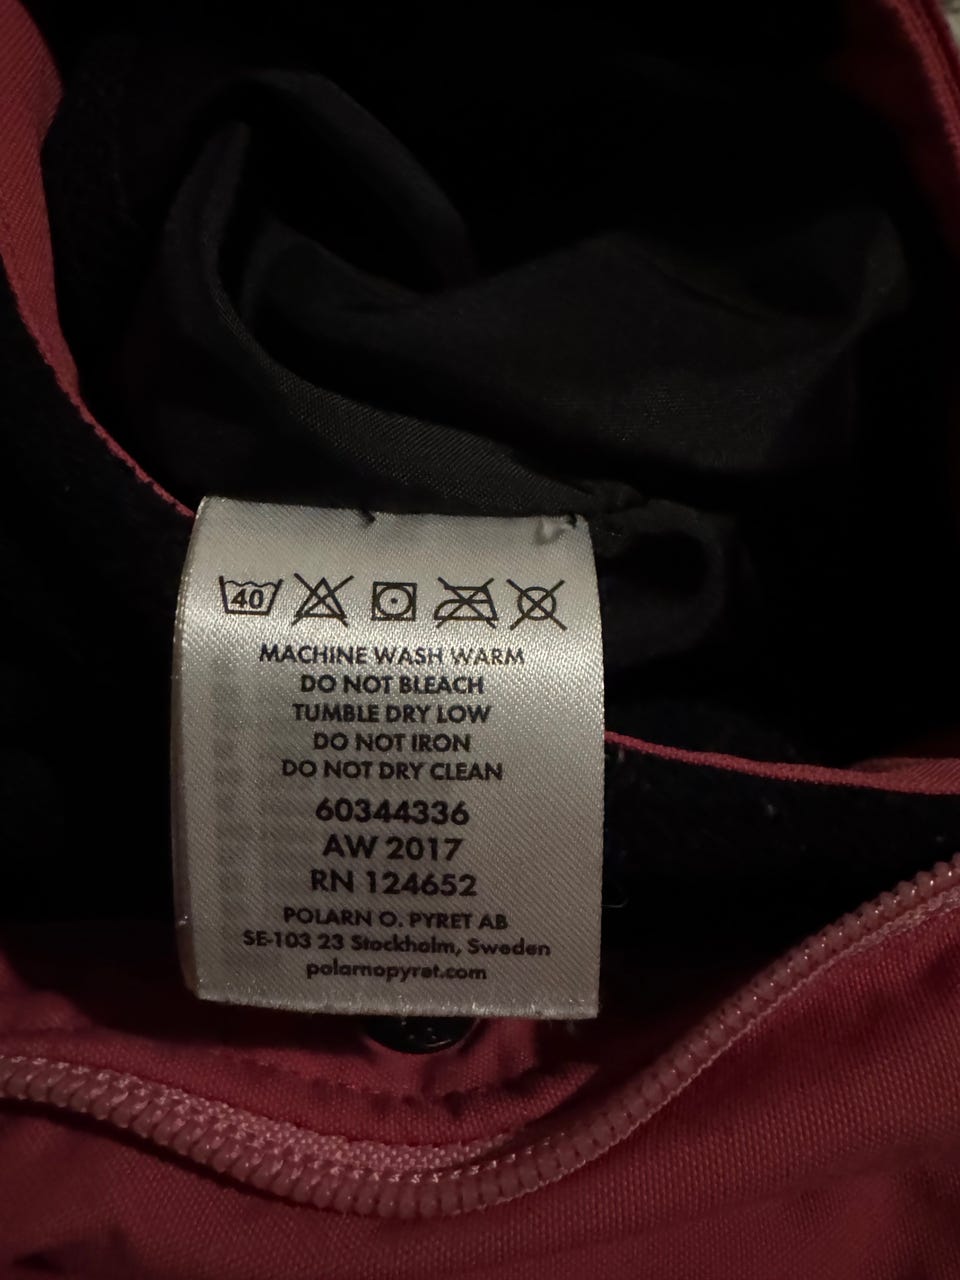 40
MACHINE WASH WARM
DO NOT BLEACH
TUMBLE DRY LOW
DO NOT IRON
DO NOT DRY CLEAN
60344336
AW 2017
RN 124652
POLARN O. PYRET AB
SE-103 23 Stockholm, Sweden
polarnopyret.com